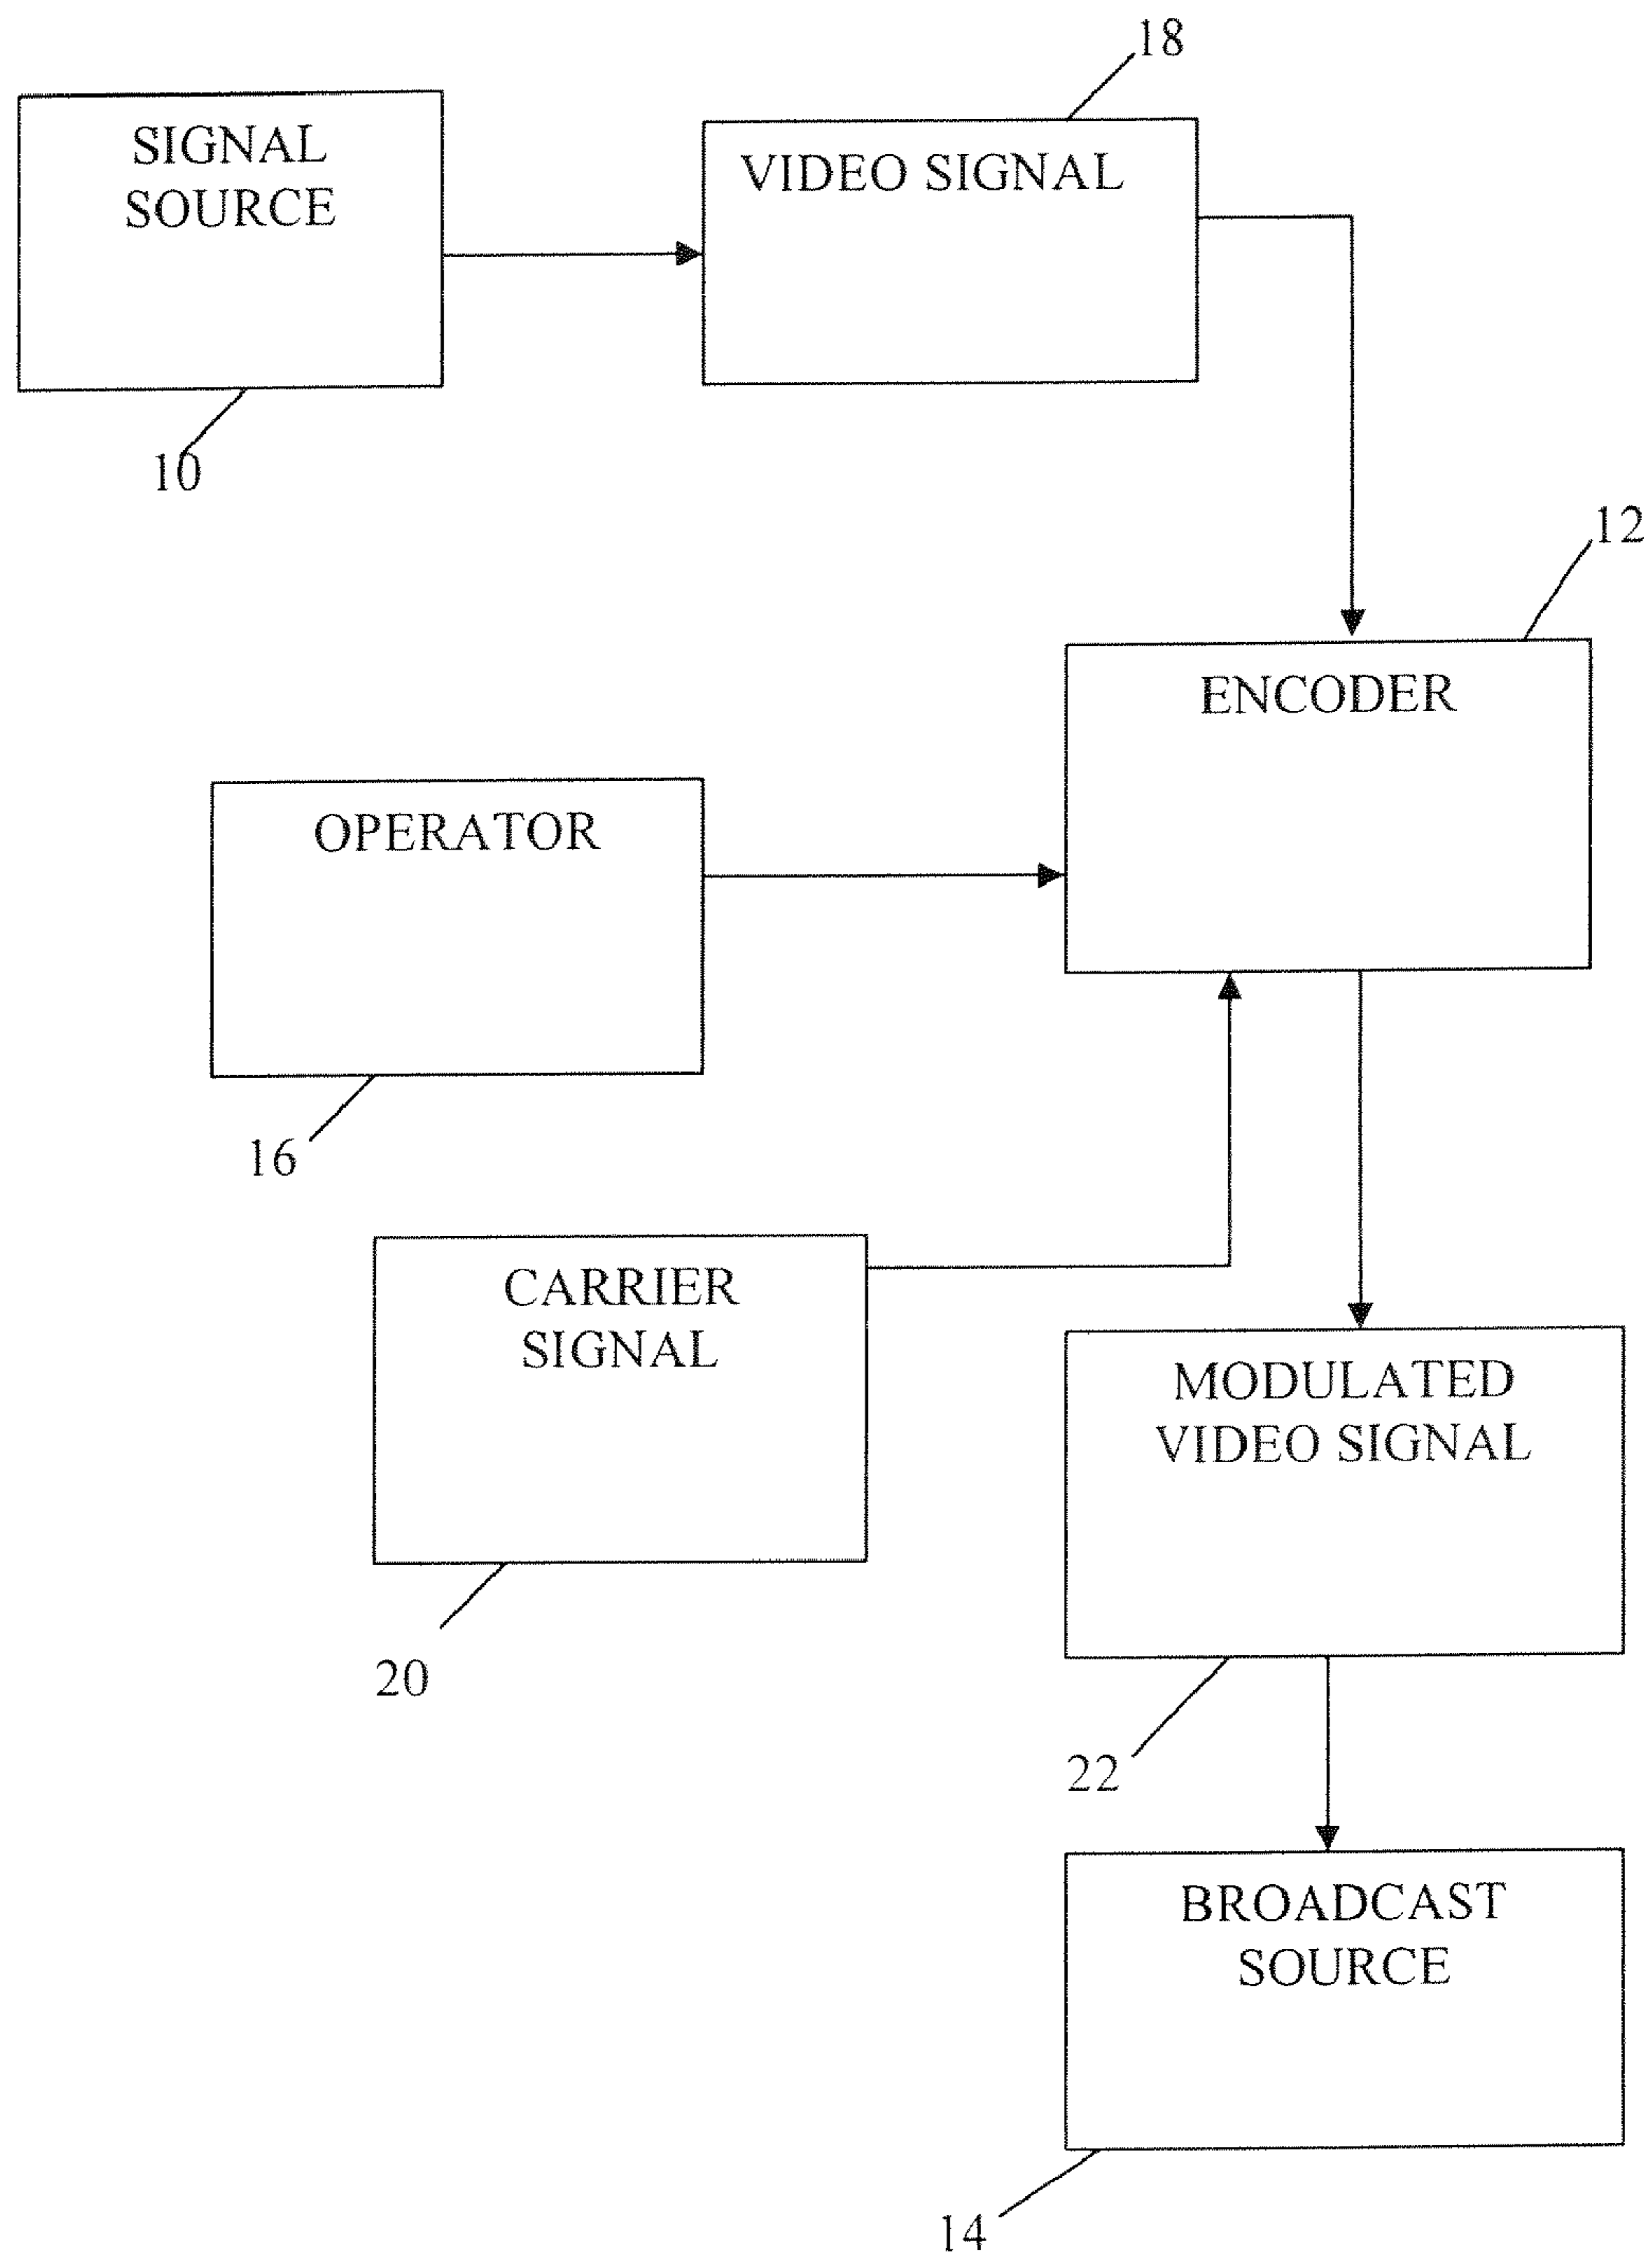 18
SIGNAL
SOURCE
VIDEO SIGNAL
10
12
ENCODER
OPERATOR
16
CARRIER
SIGNAL
MODULATED
VIDEO SIGNAL
20
22
BROADCAST
SOURCE
14